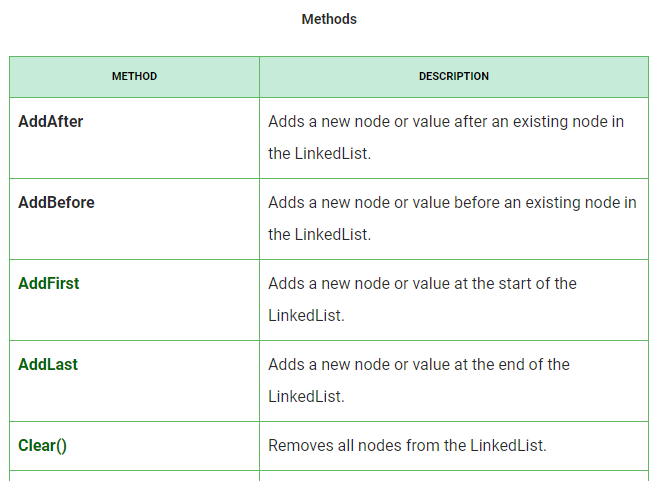 Methods
METHOD DESCRIPTION
AddAfter Adds a new node or value after an existing node in
the LinkedList.
AddBefore Adds a new node or value before an existing node in
the LinkedList.
AddFirst Adds a new node or value at the start of the
LinkedList.
AddLast Adds a new node or value at the end of the
LinkedList.
Clear() Removes all nodes from the LinkedList.